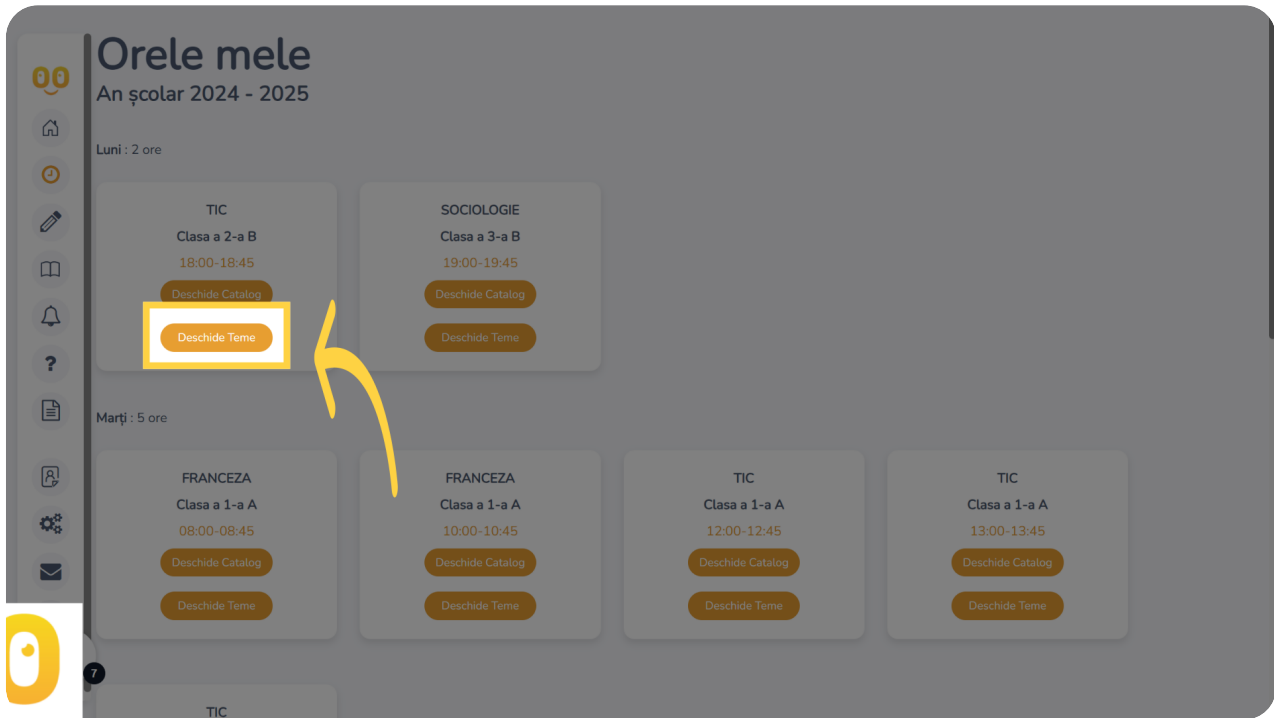 Orele mele
An școlar 2024 - 2025
Luni : 2 ore
TIC
Clasa a 2-a B
18:00-18:45
Deschide Catalog
Deschide Teme
SOCIOLOGIE
Clasa a 3-a B
19:00-19:45
Deschide Catalog
Deschide Teme
?
Marți : 5 ore
FRANCEZA
Clasa a 1-a A
08:00-08:45
Deschide Catalog
Deschide Teme
FRANCEZA
Clasa a 1-a A
10:00-10:45
Deschide Catalog
Deschide Teme
TIC
Clasa a 1-a A
12:00-12:45
Deschide Catalog
Deschide Teme
TIC
Clasa a 1-a A
13:00-13:45
Deschide Catalog
Deschide Teme
7
TIC